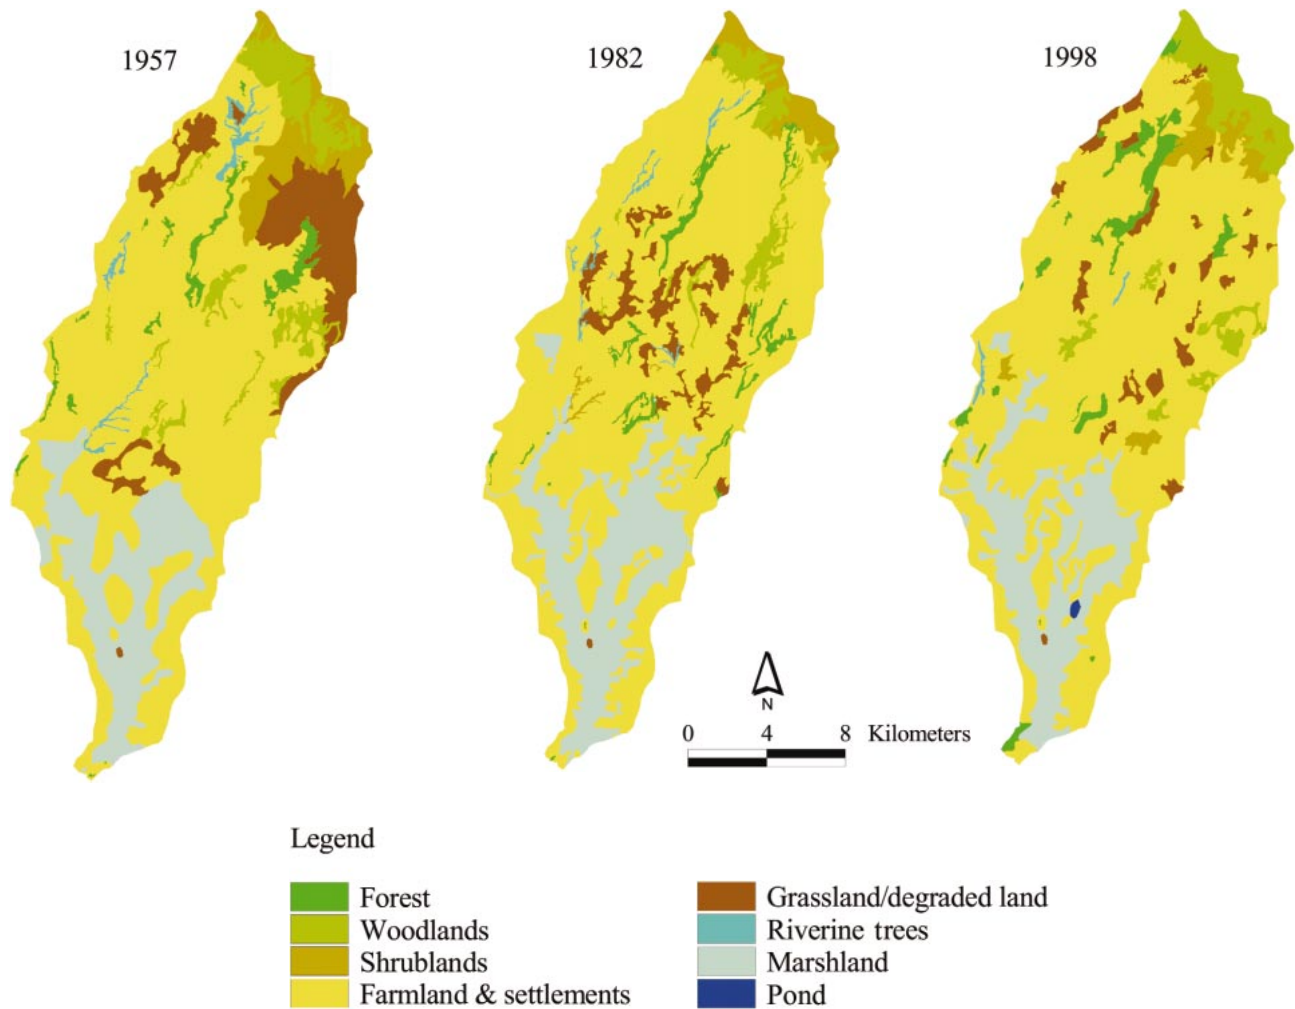 1957
1982
1998
N
0 4 8 Kilometers
Legend
Forest
Woodlands
Shrublands
Farmland & settlements
Grassland/degraded land
Riverine trees
Marshland
Pond